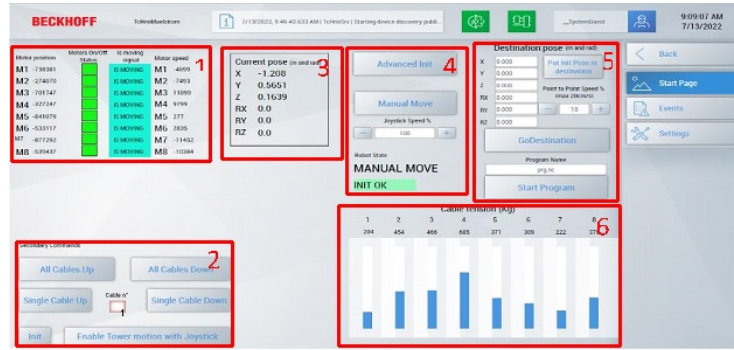 BECKHOFF
TcHmiMaelstrom
7/13/2022, 9:46:40.633 AM | TcHmiSrv | Starting device discovery publi..
__SystemGuest
9:09:07 AM
7/13/2022
Motor position
Motors On/Off Status
Is moving signal
Motor speed
1
M1 -738383 IS MOVING M1 -4699
M2 -274070 IS MOVING M2 -7493
M3 -701747 IS MOVING M3 11099
M4 -327247 IS MOVING M4 9799
M5 -841079 IS MOVING M5 277
M6 -533117 IS MOVING M6 2835
M7 -877292 IS MOVING M7 -11462
M8 -539437 IS MOVING M8 -10284
Current pose (m and rad)
3
X -1.208
Y 0.5651
Z 0.1639
RX 0.0
RY 0.0
RZ 0.0
Advanced Init
4
Manual Move
Joystick Speed %
− 100 +
Robot State
MANUAL MOVE
INIT OK
Destination pose (m and rad)
5
X 0.000
Y 0.000
Z 0.000
RX 0.000
RY 0.000
RZ 0.000
Put Init Pose in
destination
Point to Point Speed %
(max 20cm/s)
− 10 +
GoDestination
Program Name
prg.nc
Start Program
Back
Start Page
Events
Settings
Secondary Commands
2
All Cables Up
All Cables Down
Single Cable Up
Cable n°
1
Single Cable Down
Init
Enable Tower motion with Joystick
Cable tension (Kg)
6
1 2 3 4 5 6 7 8
284 454 466 685 371 309 222